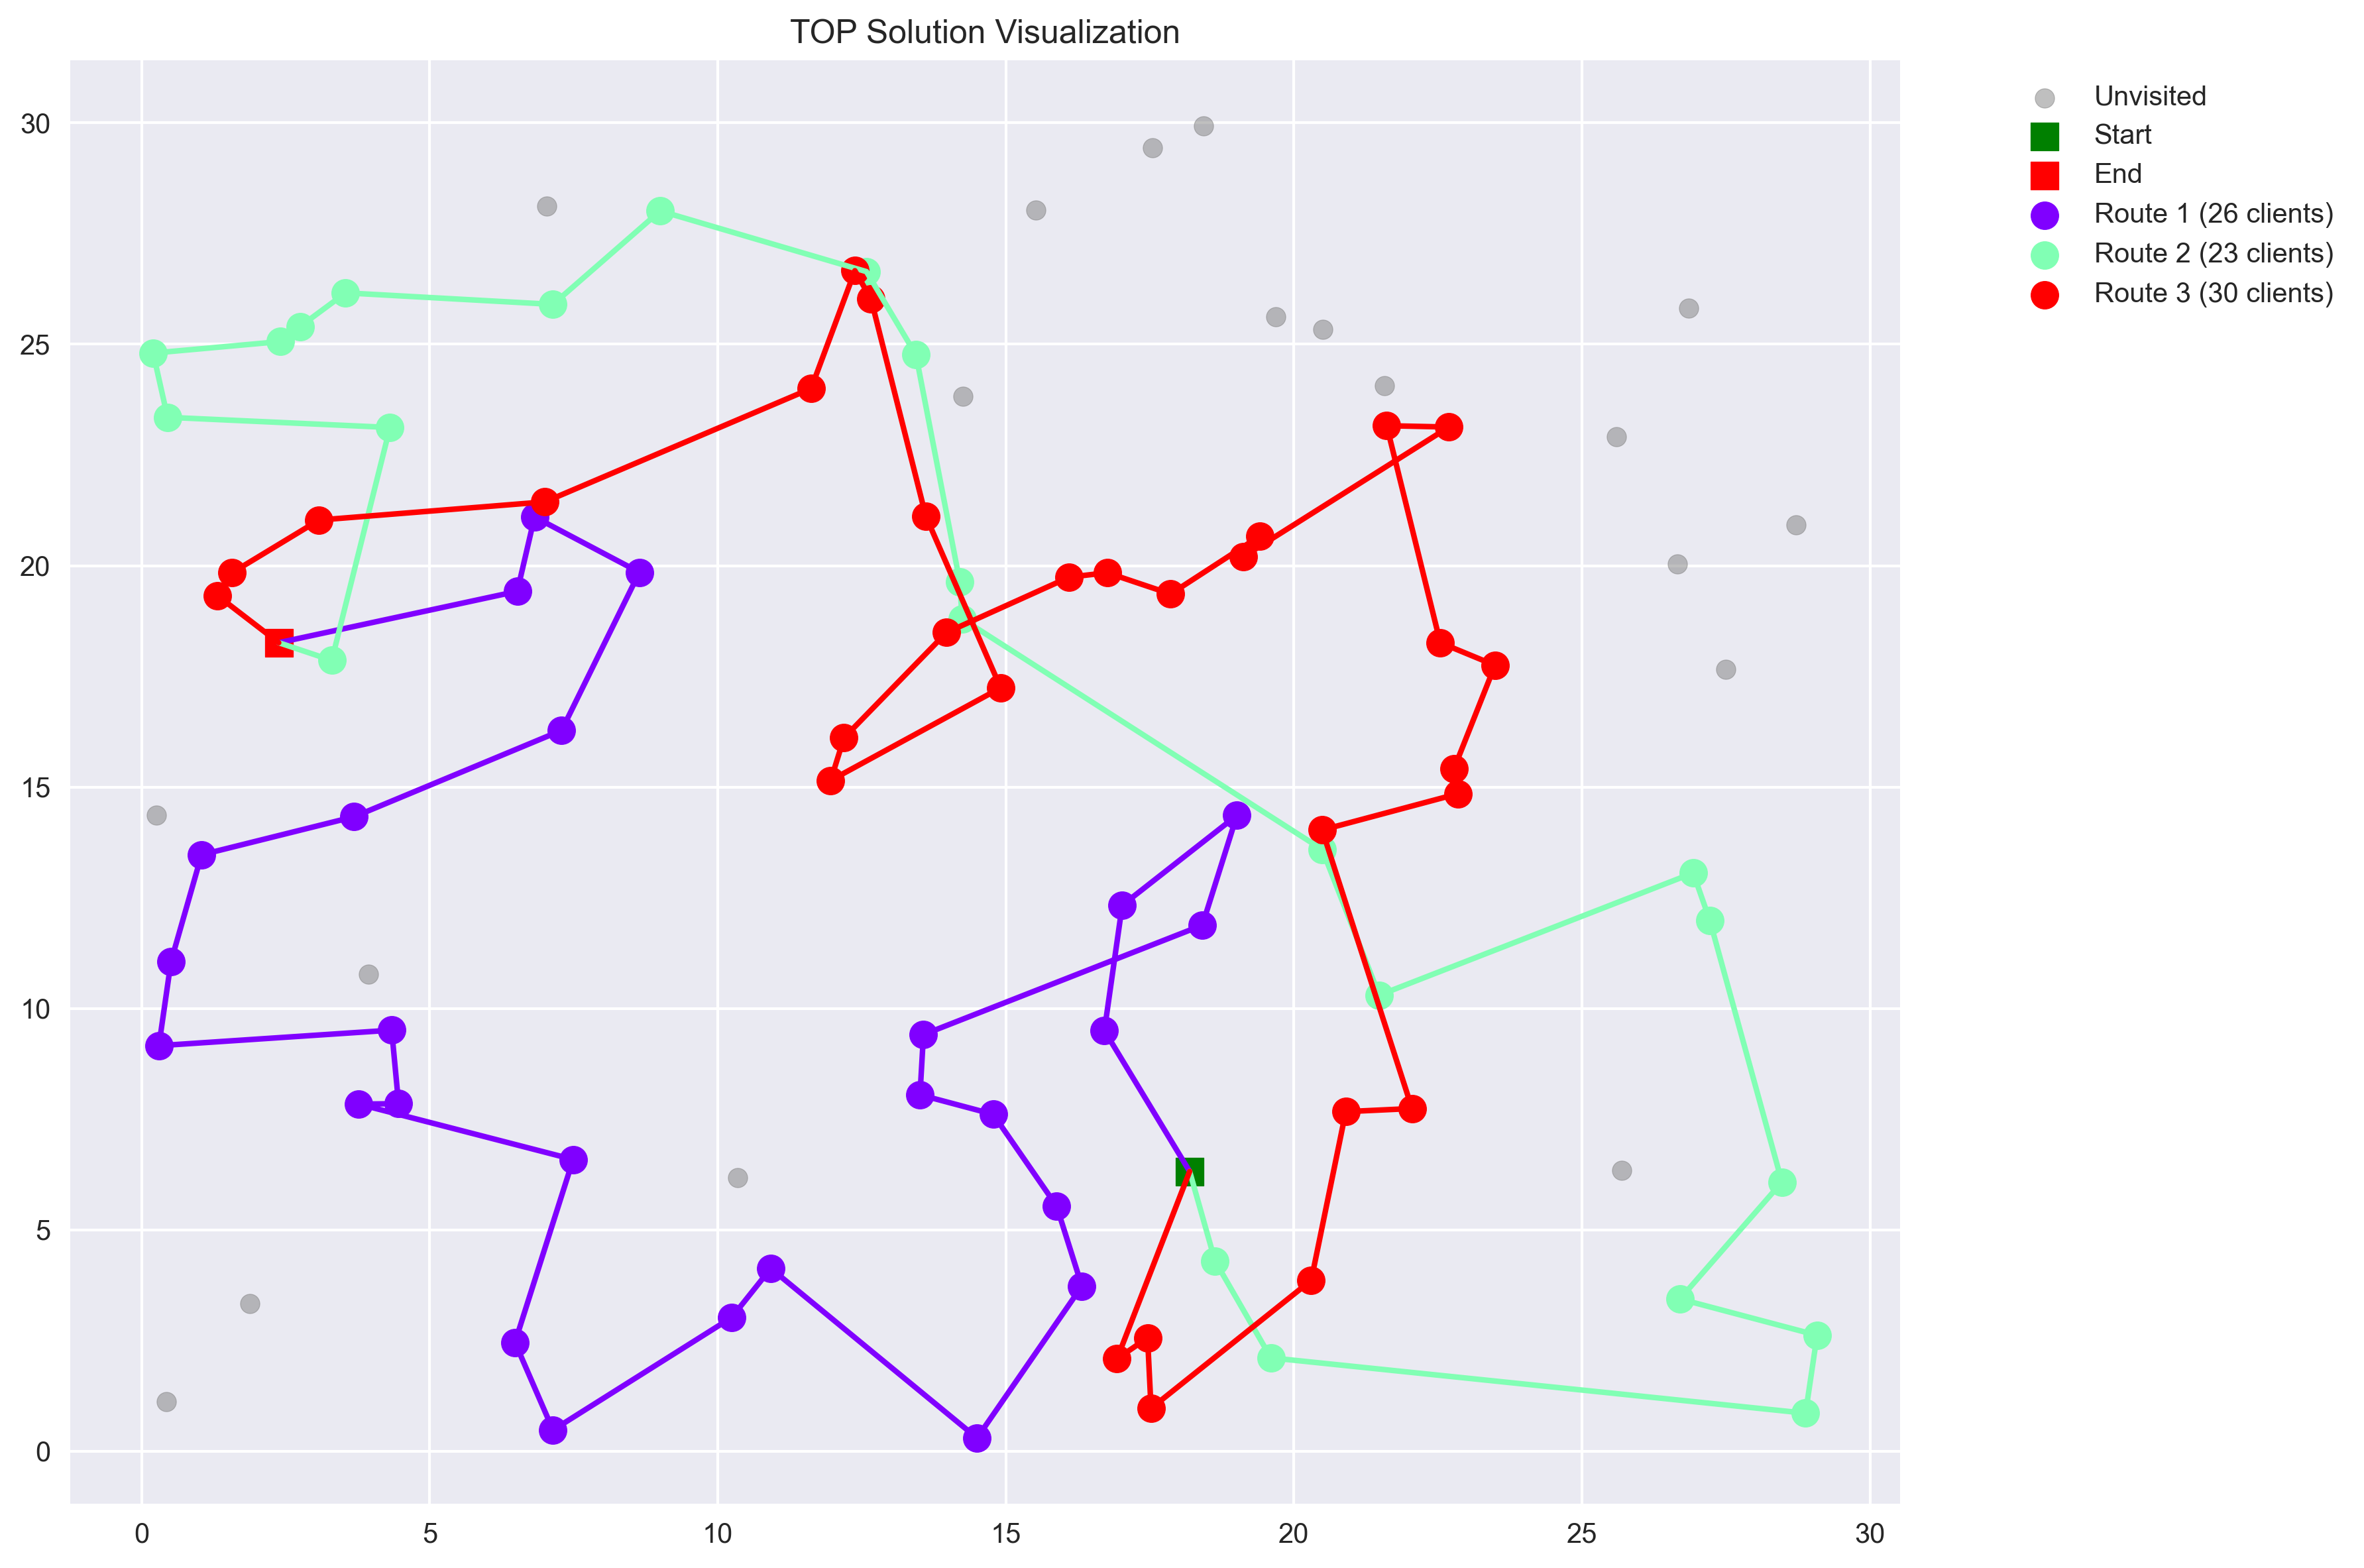 TOP Solution Visualization
Unvisited
Start
End
Route 1 (26 clients)
Route 2 (23 clients)
Route 3 (30 clients)
30
25
20
15
10
5
0
0 5 10 15 20 25 30